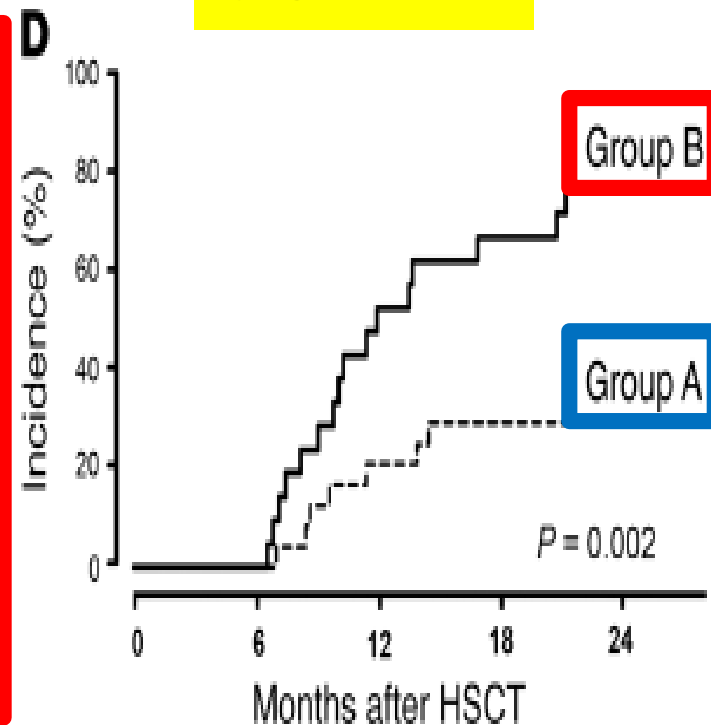 D
100
80
60
40
20
0
Incidence (%)
Group B
Group A
P = 0.002
0 6 12 18 24
Months after HSCT